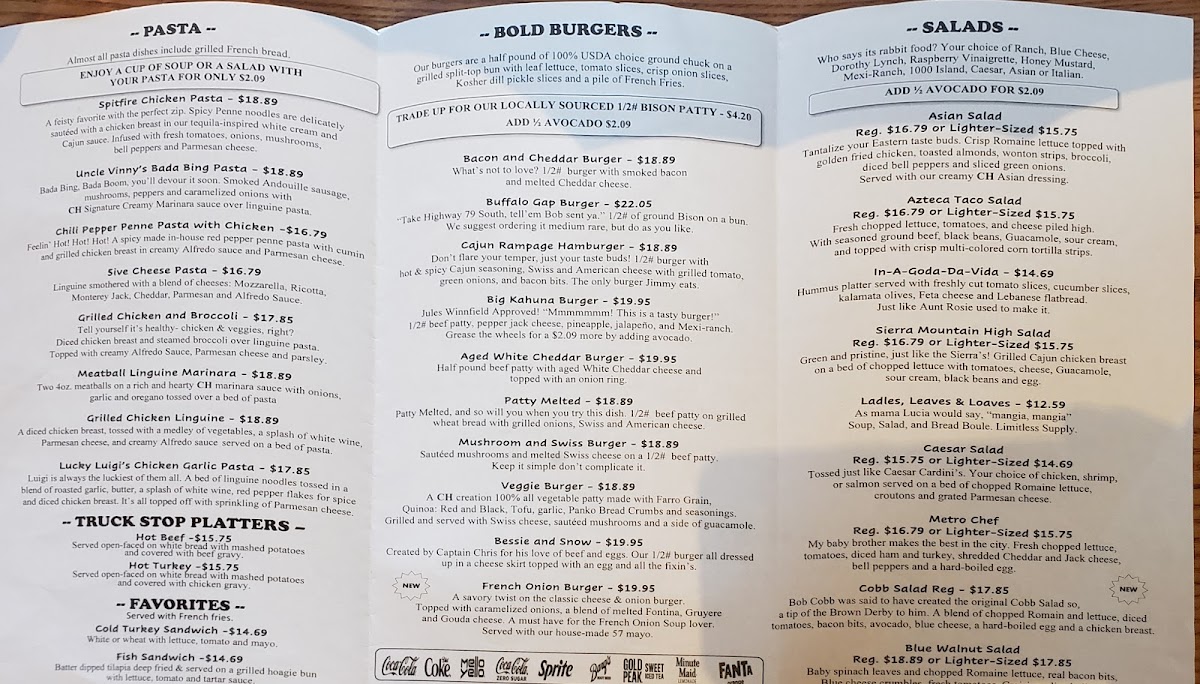 -- PASTA --
Almost all pasta dishes include grilled French bread.
ENJOY A CUP OF SOUP OR A SALAD WITH
YOUR PASTA FOR ONLY $2.09
Spitfire Chicken Pasta - $18.89
A feisty favorite with the perfect zip. Spicy Penne noodles are delicately
sautéed with a chicken breast in our tequila-inspired white cream and
Cajun sauce. Infused with fresh tomatoes, onions, mushrooms,
bell peppers and Parmesan cheese.
Uncle Vinny's Bada Bing Pasta - $18.89
Bada Bing, Bada Boom, you'll devour it soon. Smoked Andouille sausage,
mushrooms, peppers and caramelized onions with
CH Signature Creamy Marinara sauce over linguine pasta.
Chili Pepper Penne Pasta with Chicken -$16.79
Feelin' Hot! Hot! Hot! A spicy made in-house red pepper penne pasta with cumin
and grilled chicken breast in creamy Alfredo sauce and Parmesan cheese.
5ive Cheese Pasta - $16.79
Linguine smothered with a blend of cheeses: Mozzarella, Ricotta,
Monterey Jack, Cheddar, Parmesan and Alfredo Sauce.
Grilled Chicken and Broccoli - $17.85
Tell yourself it's healthy- chicken & veggies, right?
Diced chicken breast and steamed broccoli over linguine pasta.
Topped with creamy Alfredo Sauce, Parmesan cheese and parsley.
Meatball Linguine Marinara - $18.89
Two 4oz. meatballs on a rich and hearty CH marinara sauce with onions,
garlic and oregano tossed over a bed of pasta
Grilled Chicken Linguine - $18.89
A diced chicken breast, tossed with a medley of vegetables, a splash of white wine,
Parmesan cheese, and creamy Alfredo sauce served on a bed of pasta.
Lucky Luigi's Chicken Garlic Pasta - $17.85
Luigi is always the luckiest of them all. A bed of linguine noodles tossed in a
blend of roasted garlic, butter, a splash of white wine, red pepper flakes for spice
and diced chicken breast. It's all topped off with sprinkling of Parmesan cheese.
-- TRUCK STOP PLATTERS --
Hot Beef -$15.75
Served open-faced on white bread with mashed potatoes
and covered with beef gravy.
Hot Turkey -$15.75
Served open-faced on white bread with mashed potatoes
and covered with chicken gravy.
-- FAVORITES --
Served with French fries.
Cold Turkey Sandwich -$14.69
White or wheat with lettuce, tomato and mayo.
Fish Sandwich -$14.69
Batter dipped tilapia deep fried & served on a grilled hoagie bun
with lettuce, tomato and tartar sauce.
-- BOLD BURGERS --
Our burgers are a half pound of 100% USDA choice ground chuck on a
grilled split-top bun with leaf lettuce, tomato slices, crisp onion slices,
Kosher dill pickle slices and a pile of French Fries.
TRADE UP FOR OUR LOCALLY SOURCED 1/2# BISON PATTY - $4.20
ADD ½ AVOCADO $2.09
Bacon and Cheddar Burger - $18.89
What's not to love? 1/2# burger with smoked bacon
and melted Cheddar cheese.
Buffalo Gap Burger - $22.05
"Take Highway 79 South, tell'em Bob sent ya." 1/2# of ground Bison on a bun.
We suggest ordering it medium rare, but do as you like.
Cajun Rampage Hamburger - $18.89
Don't flare your temper, just your taste buds! 1/2# burger with
hot & spicy Cajun seasoning, Swiss and American cheese with grilled tomato,
green onions, and bacon bits. The only burger Jimmy eats.
Big Kahuna Burger - $19.95
Jules Winnfield Approved! "Mmmmmmm! This is a tasty burger!"
1/2# beef patty, pepper jack cheese, pineapple, jalapeño, and Mexi-ranch.
Grease the wheels for a $2.09 more by adding avocado.
Aged White Cheddar Burger - $19.95
Half pound beef patty with aged White Cheddar cheese and
topped with an onion ring.
Patty Melted - $18.89
Patty Melted, and so will you when you try this dish. 1/2# beef patty on grilled
wheat bread with grilled onions, Swiss and American cheese.
Mushroom and Swiss Burger - $18.89
Sautéed mushrooms and melted Swiss cheese on a 1/2# beef patty.
Keep it simple don't complicate it.
Veggie Burger - $18.89
A CH creation 100% all vegetable patty made with Farro Grain,
Quinoa: Red and Black, Tofu, garlic, Panko Bread Crumbs and seasonings.
Grilled and served with Swiss cheese, sautéed mushrooms and a side of guacamole.
Bessie and Snow - $19.95
Created by Captain Chris for his love of beef and eggs. Our 1/2# burger all dressed
up in a cheese skirt topped with an egg and all the fixin's.
NEW
French Onion Burger - $19.95
A savory twist on the classic cheese & onion burger.
Topped with caramelized onions, a blend of melted Fontina, Gruyere
and Gouda cheese. A must have for the French Onion Soup lover.
Served with our house-made 57 mayo.
Coca-Cola Diet Coke Mello Yello Coca-Cola ZERO SUGAR Sprite Barq's GOLD PEAK SWEET ICED TEA Minute Maid LEMONADE FANTA
-- SALADS --
Who says its rabbit food? Your choice of Ranch, Blue Cheese,
Dorothy Lynch, Raspberry Vinaigrette, Honey Mustard,
Mexi-Ranch, 1000 Island, Caesar, Asian or Italian.
ADD ½ AVOCADO FOR $2.09
Asian Salad
Reg. $16.79 or Lighter-Sized $15.75
Tantalize your Eastern taste buds. Crisp Romaine lettuce topped with
golden fried chicken, toasted almonds, wonton strips, broccoli,
diced bell peppers and sliced green onions.
Served with our creamy CH Asian dressing.
Azteca Taco Salad
Reg. $16.79 or Lighter-Sized $15.75
Fresh chopped lettuce, tomatoes, and cheese piled high.
With seasoned ground beef, black beans, Guacamole, sour cream,
and topped with crisp multi-colored corn tortilla strips.
In-A-Goda-Da-Vida - $14.69
Hummus platter served with freshly cut tomato slices, cucumber slices,
kalamata olives, Feta cheese and Lebanese flatbread.
Just like Aunt Rosie used to make it.
Sierra Mountain High Salad
Reg. $16.79 or Lighter-Sized $15.75
Green and pristine, just like the Sierra's! Grilled Cajun chicken breast
on a bed of chopped lettuce with tomatoes, cheese, Guacamole,
sour cream, black beans and egg.
Ladles, Leaves & Loaves - $12.59
As mama Lucia would say, "mangia, mangia"
Soup, Salad, and Bread Boule. Limitless Supply.
Caesar Salad
Reg. $15.75 or Lighter-Sized $14.69
Tossed just like Caesar Cardini's. Your choice of chicken, shrimp,
or salmon served on a bed of chopped Romaine lettuce,
croutons and grated Parmesan cheese.
Metro Chef
Reg. $16.79 or Lighter-Sized $15.75
My baby brother makes the best in the city. Fresh chopped lettuce,
tomatoes, diced ham and turkey, shredded Cheddar and Jack cheese,
bell peppers and a hard-boiled egg.
Cobb Salad Reg - $17.85
NEW
Bob Cobb was said to have created the original Cobb Salad so,
a tip of the Brown Derby to him. A blend of chopped Romain and lettuce, diced
tomatoes, bacon bits, avocado, blue cheese, a hard-boiled egg and a chicken breast.
Blue Walnut Salad
Reg. $18.89 or Lighter-Sized $17.85
Baby spinach leaves and chopped Romaine lettuce, real bacon bits,
Blue cheese crumbles, fresh tomatoes,